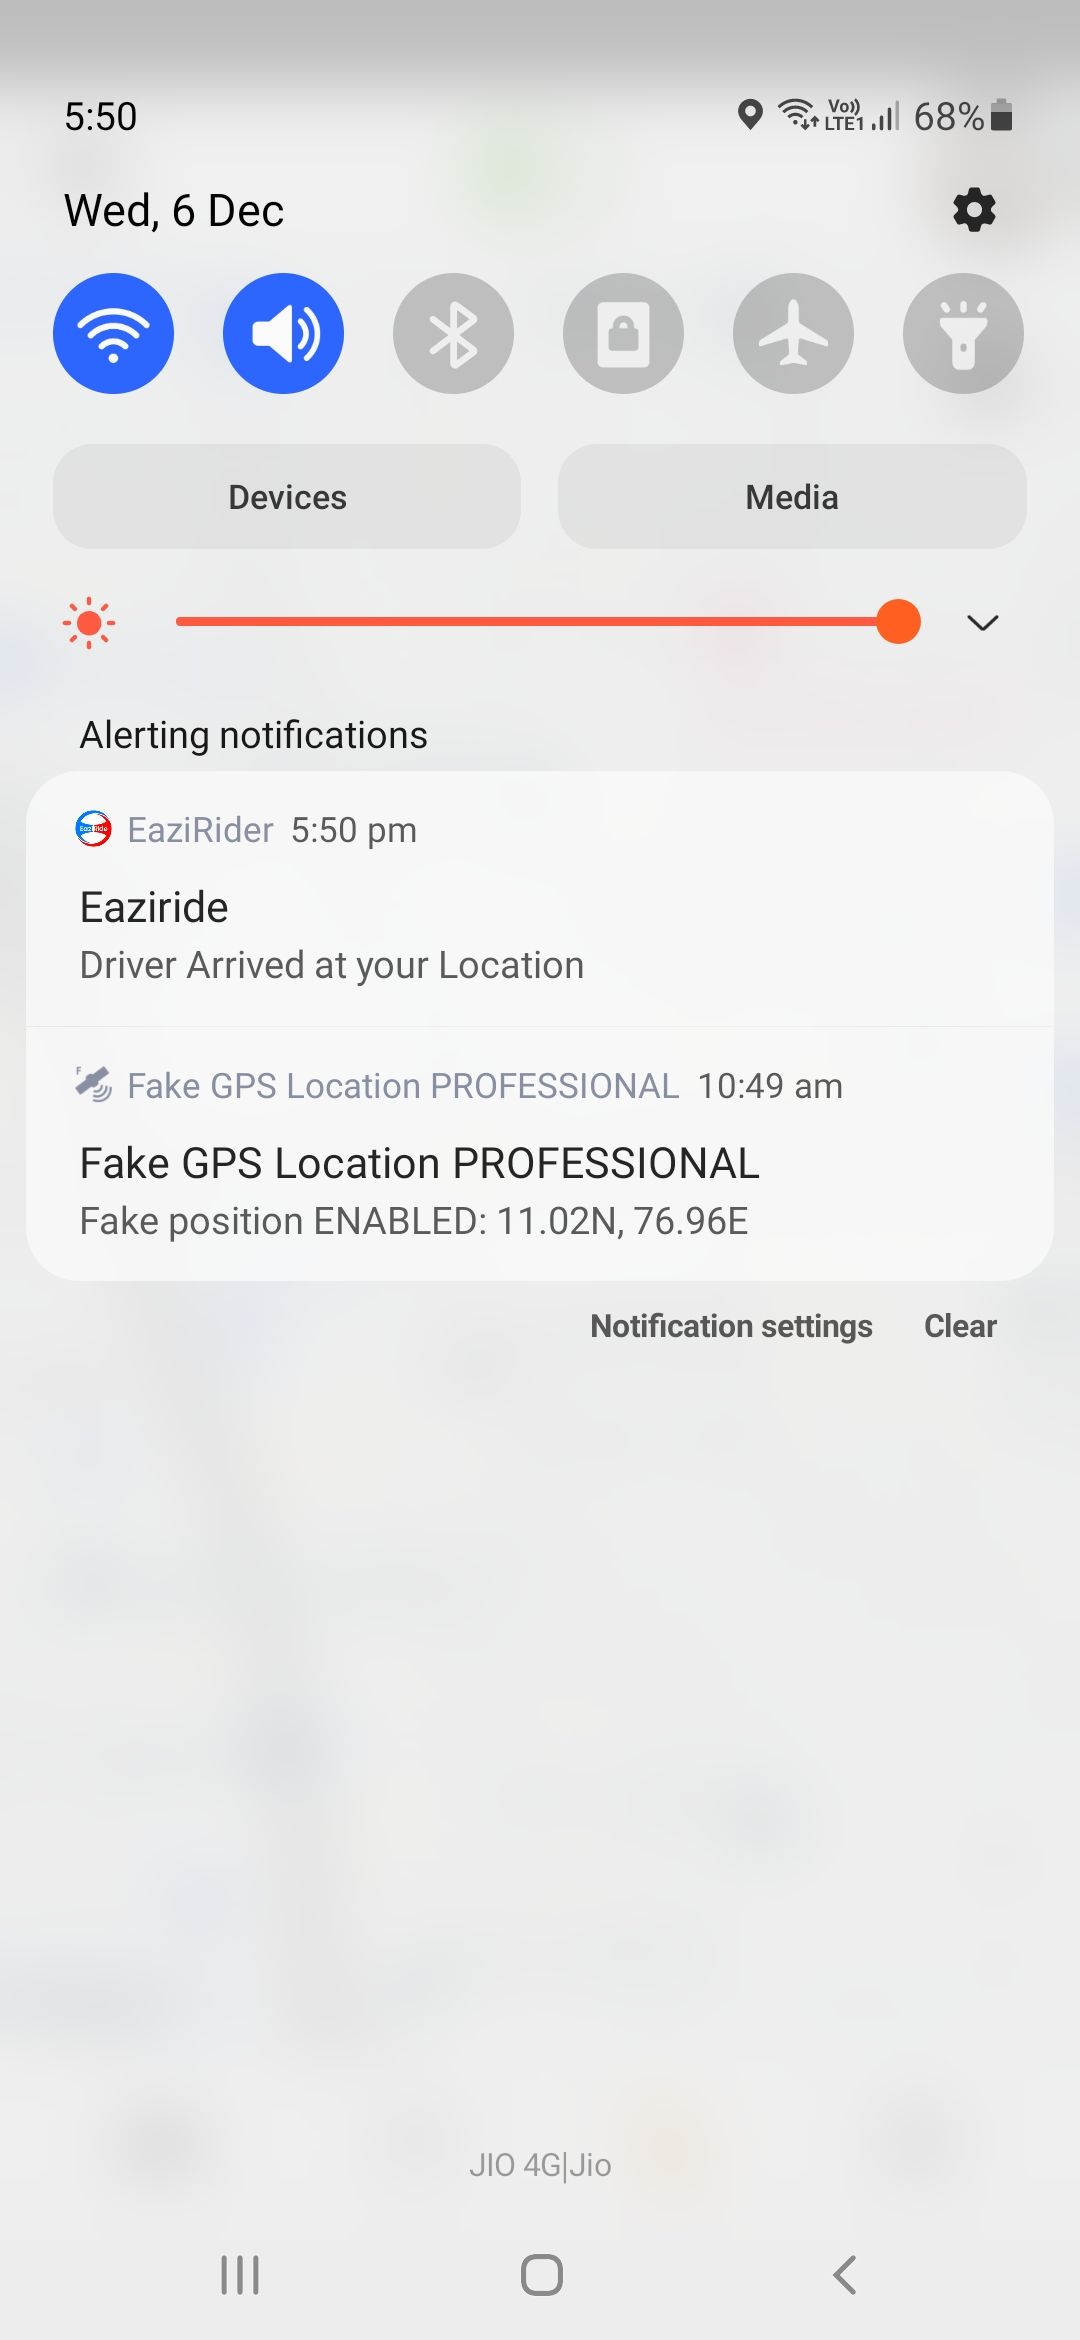 5:50
Vo)) LTE1 68%
Wed, 6 Dec
Devices
Media
Alerting notifications
EaziRider 5:50 pm
Eaziride
Driver Arrived at your Location
Fake GPS Location PROFESSIONAL 10:49 am
Fake GPS Location PROFESSIONAL
Fake position ENABLED: 11.02N, 76.96E
Notification settings
Clear
JIO 4G|Jio